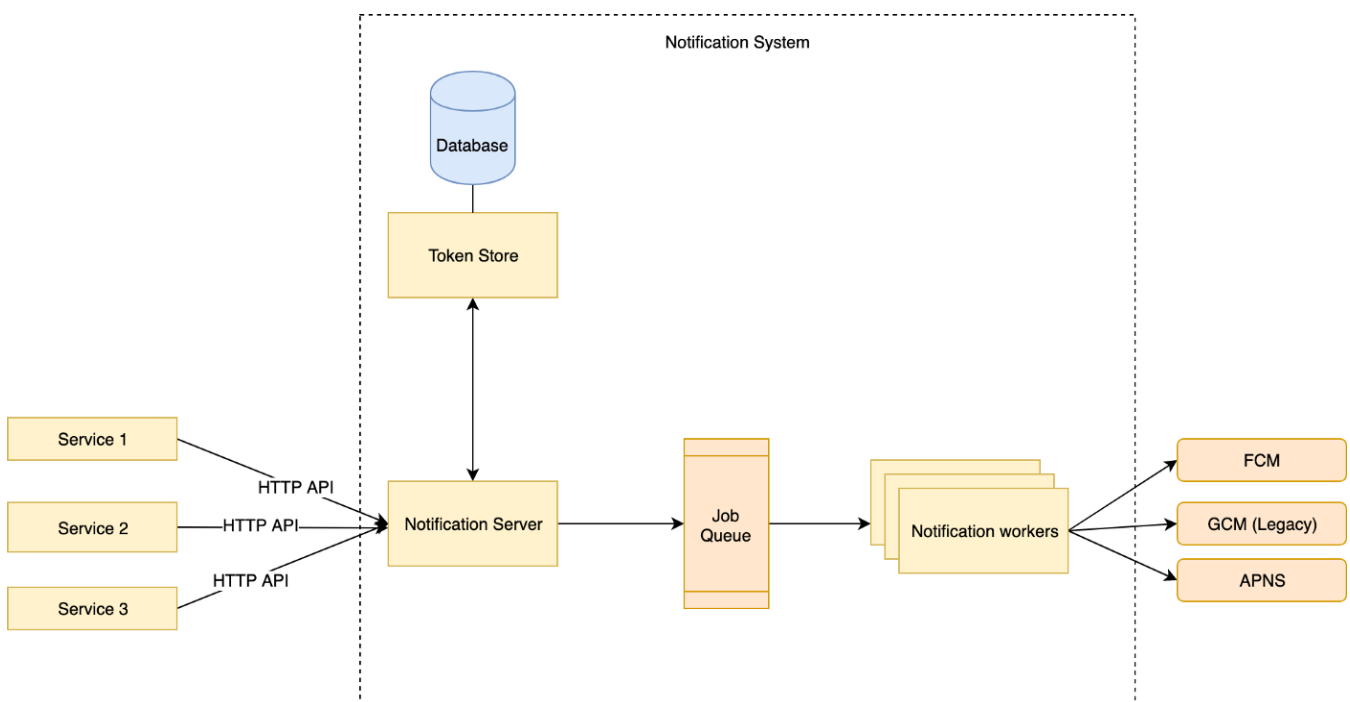 Notification System
Database
Token Store
Service 1
HTTP API
Service 2
HTTP API
Service 3
HTTP API
Notification Server
Job
Queue
Notification workers
FCM
GCM (Legacy)
APNS